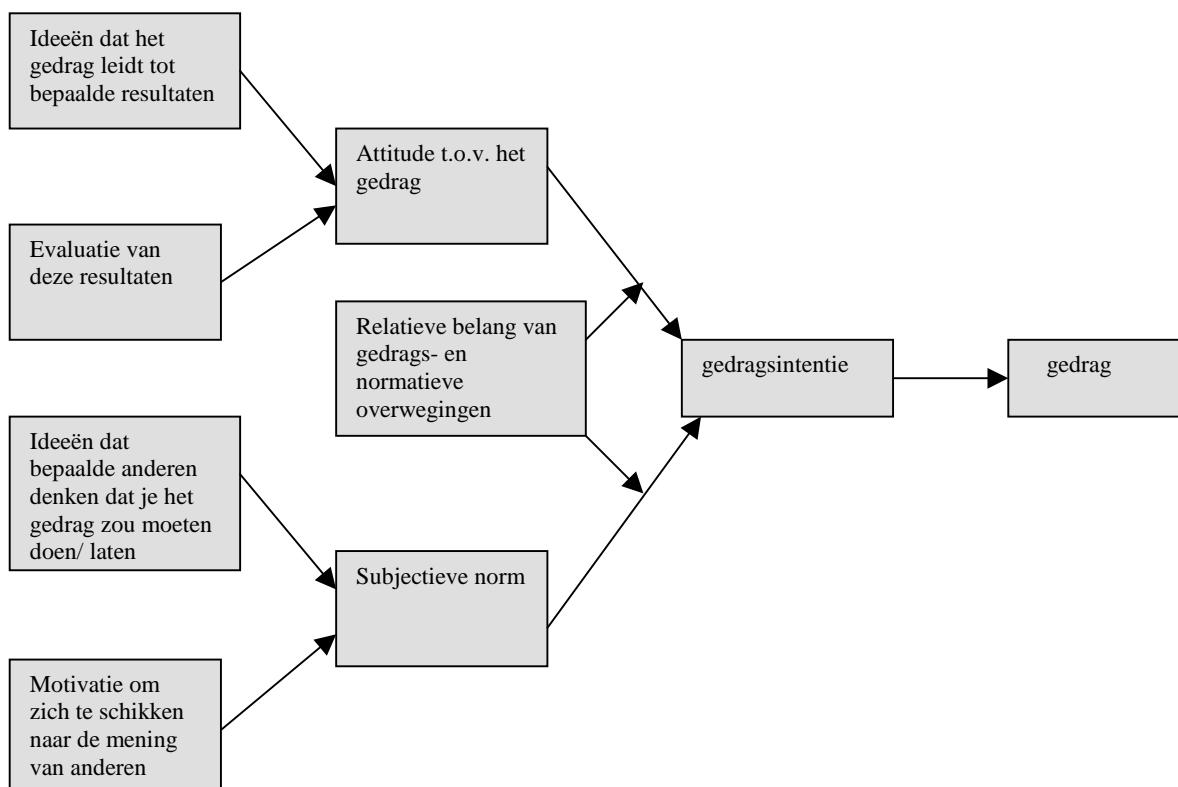 Ideeën dat het
gedrag leidt tot
bepaalde resultaten
Attitude t.o.v. het
gedrag
Evaluatie van
deze resultaten
Relatieve belang van
gedrags- en
normatieve
overwegingen
gedragsintentie
gedrag
Ideeën dat
bepaalde anderen
denken dat je het
gedrag zou moeten
doen/ laten
Subjectieve norm
Motivatie om
zich te schikken
naar de mening
van anderen